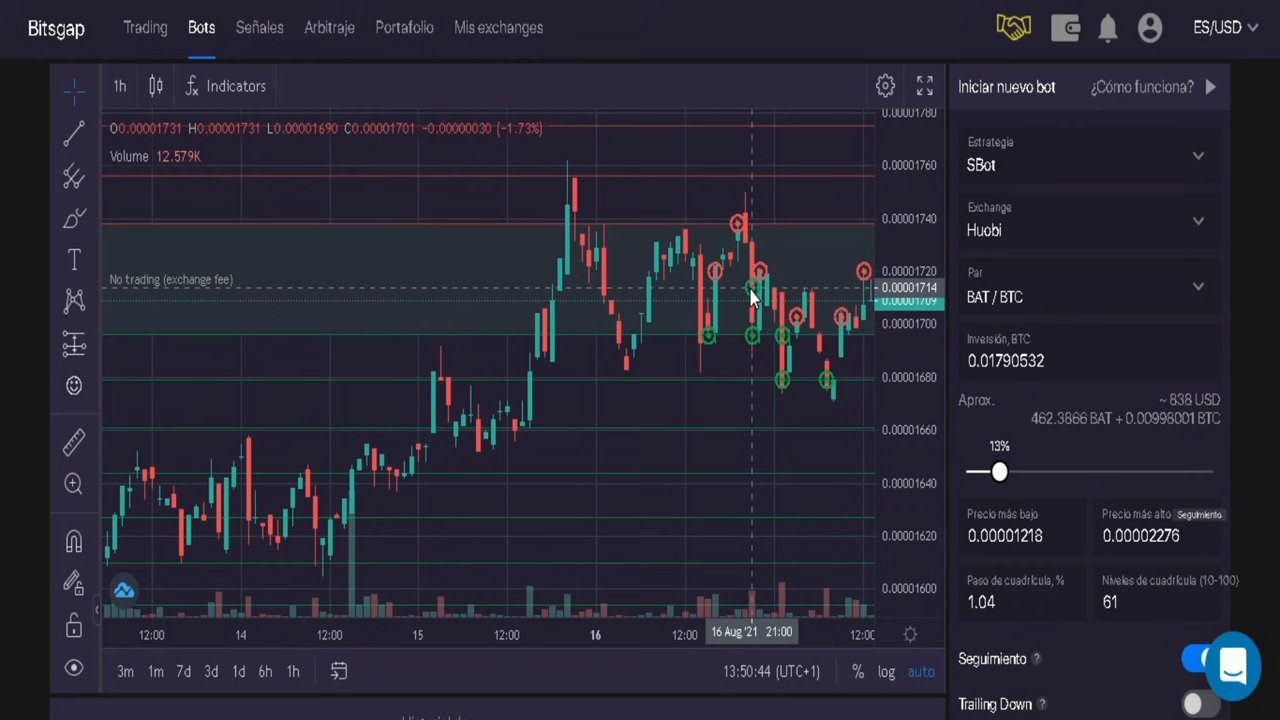 Bitsgap Trading Bots Señales Arbitraje Portafolio Mis exchanges ES/USD
1h Indicators
Iniciar nuevo bot ¿Cómo funciona?
O0.00001731 H0.00001731 L0.00001690 C0.00001701 -0.00000030 (-1.73%)
Volume 12.579K
No trading (exchange fee)
0.00001780
0.00001760
0.00001740
0.00001720
0.00001714
0.00001709
0.00001700
0.00001680
0.00001660
0.00001640
0.00001620
0.00001600
12:00 14 12:00 15 12:00 16 12:00 16 Aug '21 21:00 12:00
3m 1m 7d 3d 1d 6h 1h 13:50:44 (UTC+1) % log auto
Estrategia
SBot
Exchange
Huobi
Par
BAT / BTC
Inversión, BTC
0.01790532
Aprox. ~ 838 USD
462.3866 BAT + 0.00998001 BTC
13%
Precio más bajo Precio más alto Seguimiento
0.00001218 0.00002276
Paso de cuadrícula, % Niveles de cuadrícula (10-100)
1.04 61
Seguimiento ?
Trailing Down ?